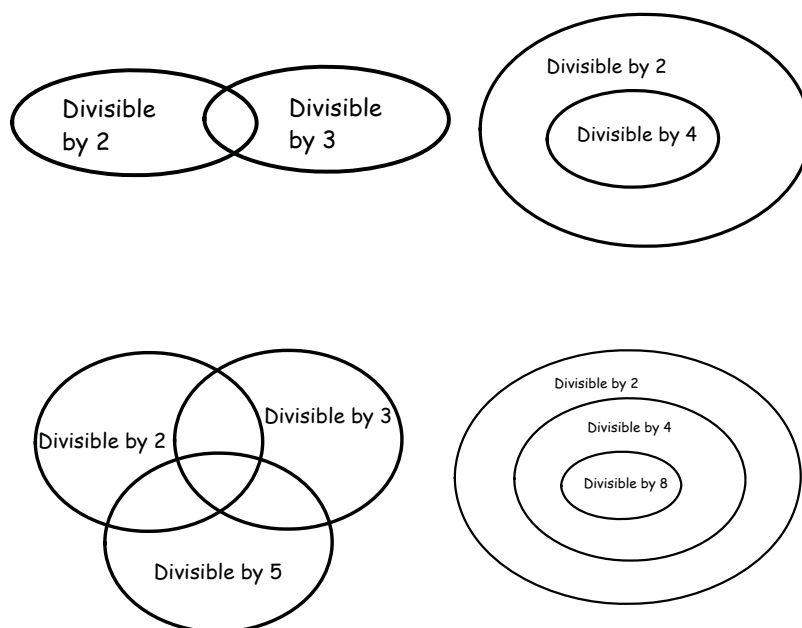 Divisible
by 2
Divisible
by 3
Divisible by 2
Divisible by 4
Divisible by 2
Divisible by 3
Divisible by 5
Divisible by 2
Divisible by 4
Divisible by 8